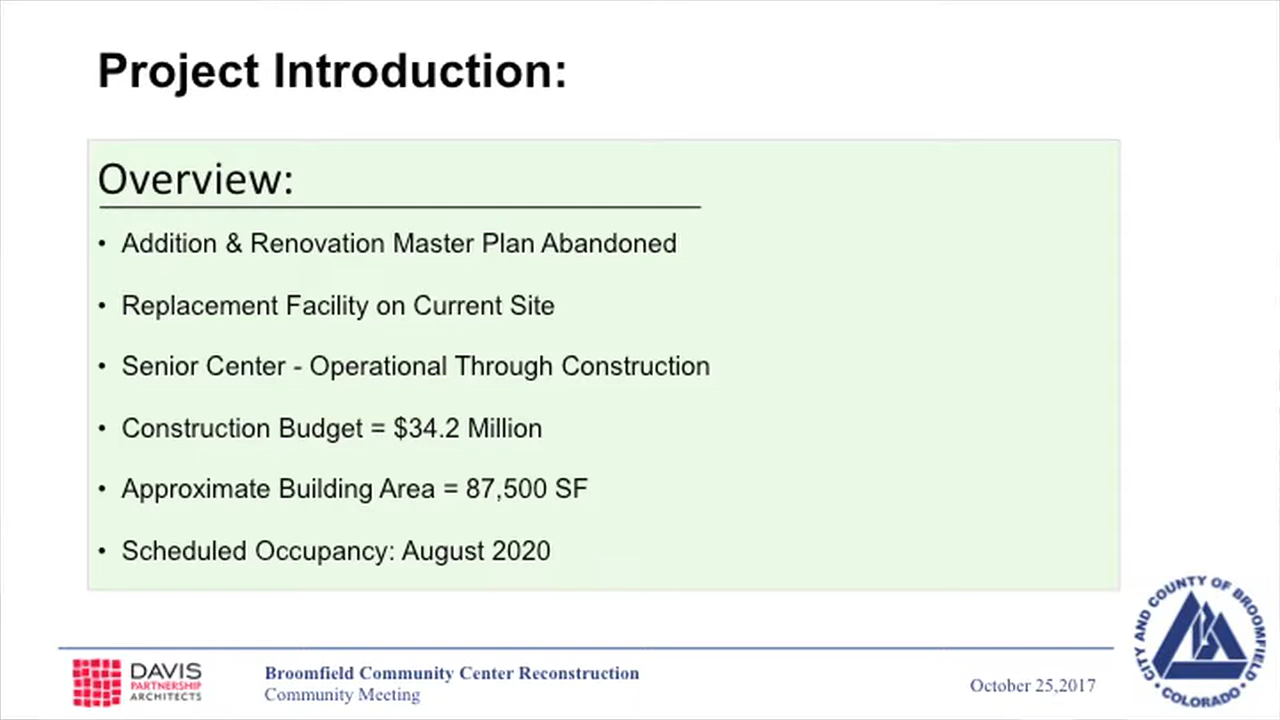 Project Introduction:
Overview:
• Addition & Renovation Master Plan Abandoned
• Replacement Facility on Current Site
• Senior Center - Operational Through Construction
• Construction Budget = $34.2 Million
• Approximate Building Area = 87,500 SF
• Scheduled Occupancy: August 2020
DAVIS
PARTNERSHIP
ARCHITECTS
Broomfield Community Center Reconstruction
Community Meeting
October 25,2017
CITY AND COUNTY OF BROOMFIELD
• COLORADO •